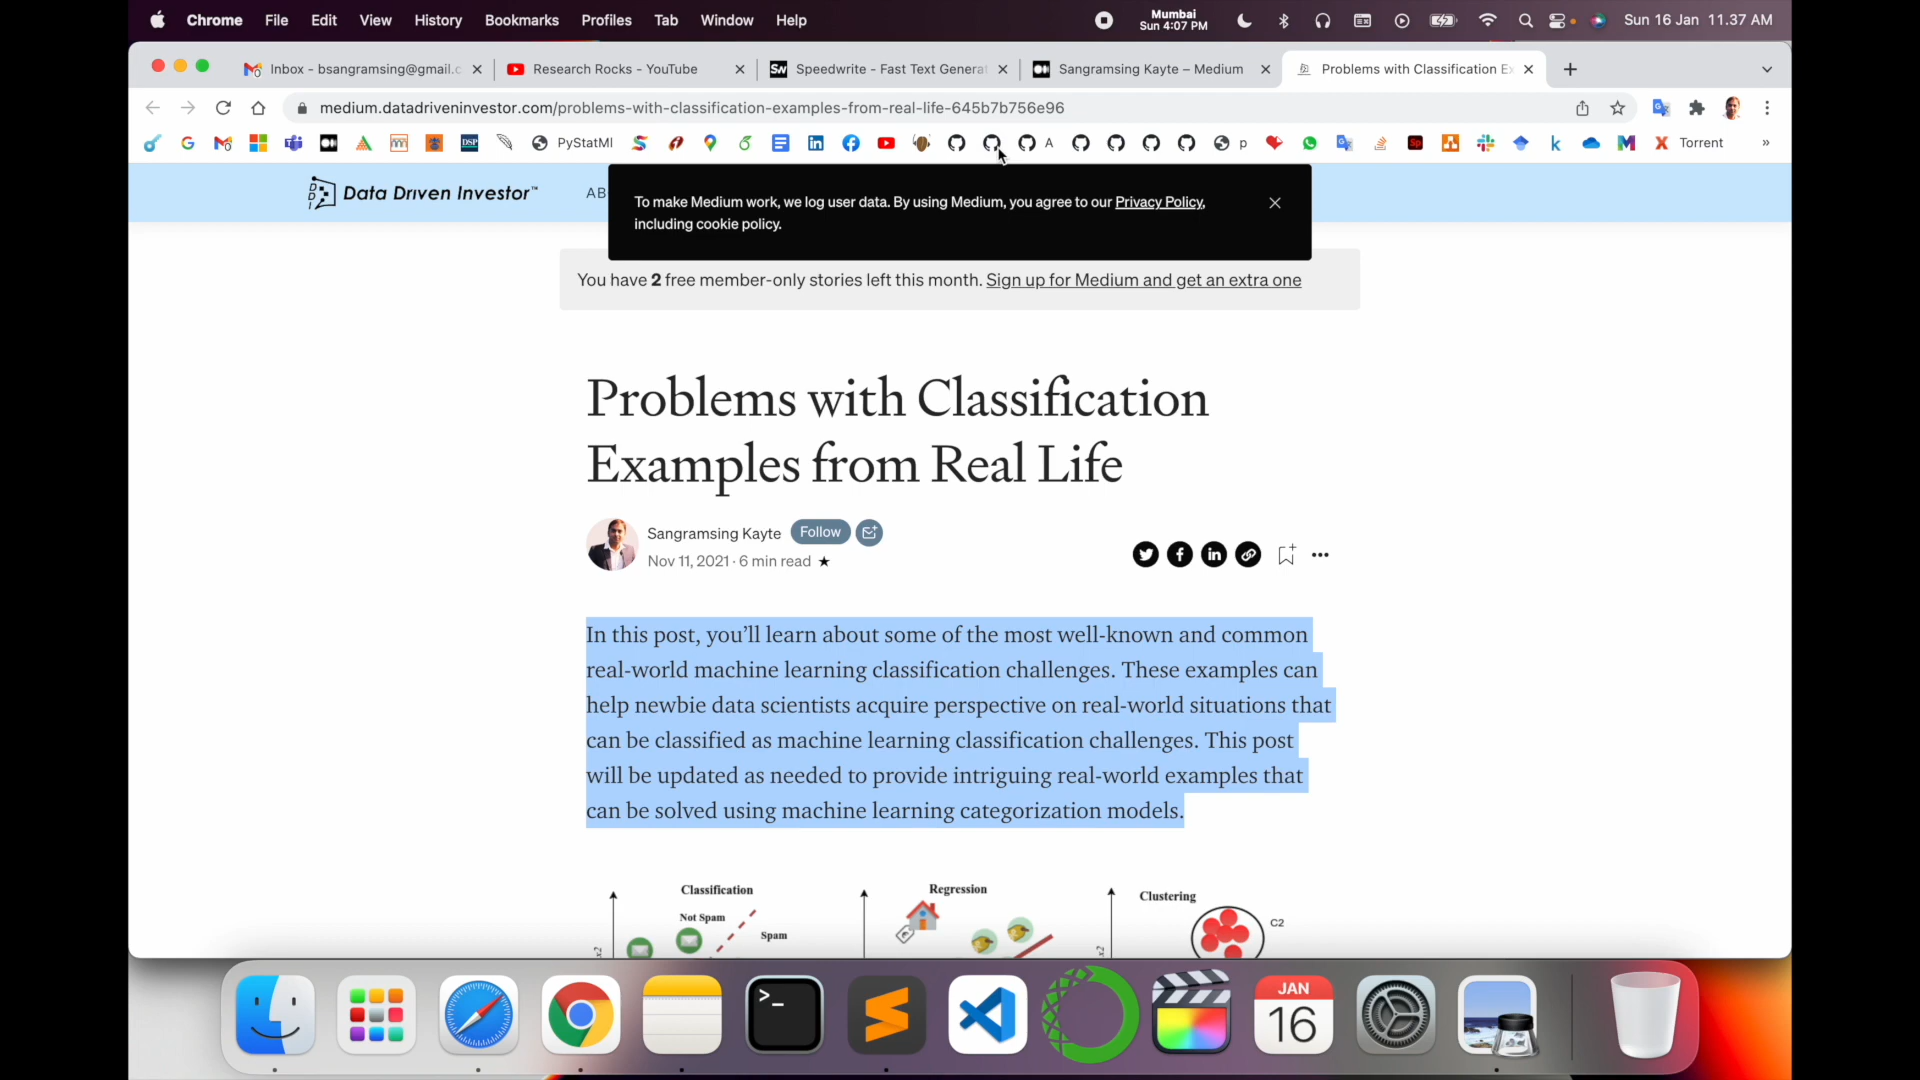 Chrome File Edit View History Bookmarks Profiles Tab Window Help
Mumbai
Sun 4:07 PM
Sun 16 Jan 11.37 AM
Inbox - bsangramsing@gmail.c
Research Rocks - YouTube
Speedwrite - Fast Text Generat
Sangramsing Kayte – Medium
Problems with Classification Ex
medium.datadriveninvestor.com/problems-with-classification-examples-from-real-life-645b7b756e96
DSP PyStatMl A p Torrent »
Data Driven Investor™
AB
To make Medium work, we log user data. By using Medium, you agree to our Privacy Policy,
including cookie policy.
You have 2 free member-only stories left this month. Sign up for Medium and get an extra one
Problems with Classification
Examples from Real Life
Sangramsing Kayte Follow
Nov 11, 2021 · 6 min read
In this post, you’ll learn about some of the most well-known and common
real-world machine learning classification challenges. These examples can
help newbie data scientists acquire perspective on real-world situations that
can be classified as machine learning classification challenges. This post
will be updated as needed to provide intriguing real-world examples that
can be solved using machine learning categorization models.
Classification
Not Spam
Spam
x2
Regression
Clustering
C2
x2
JAN
16